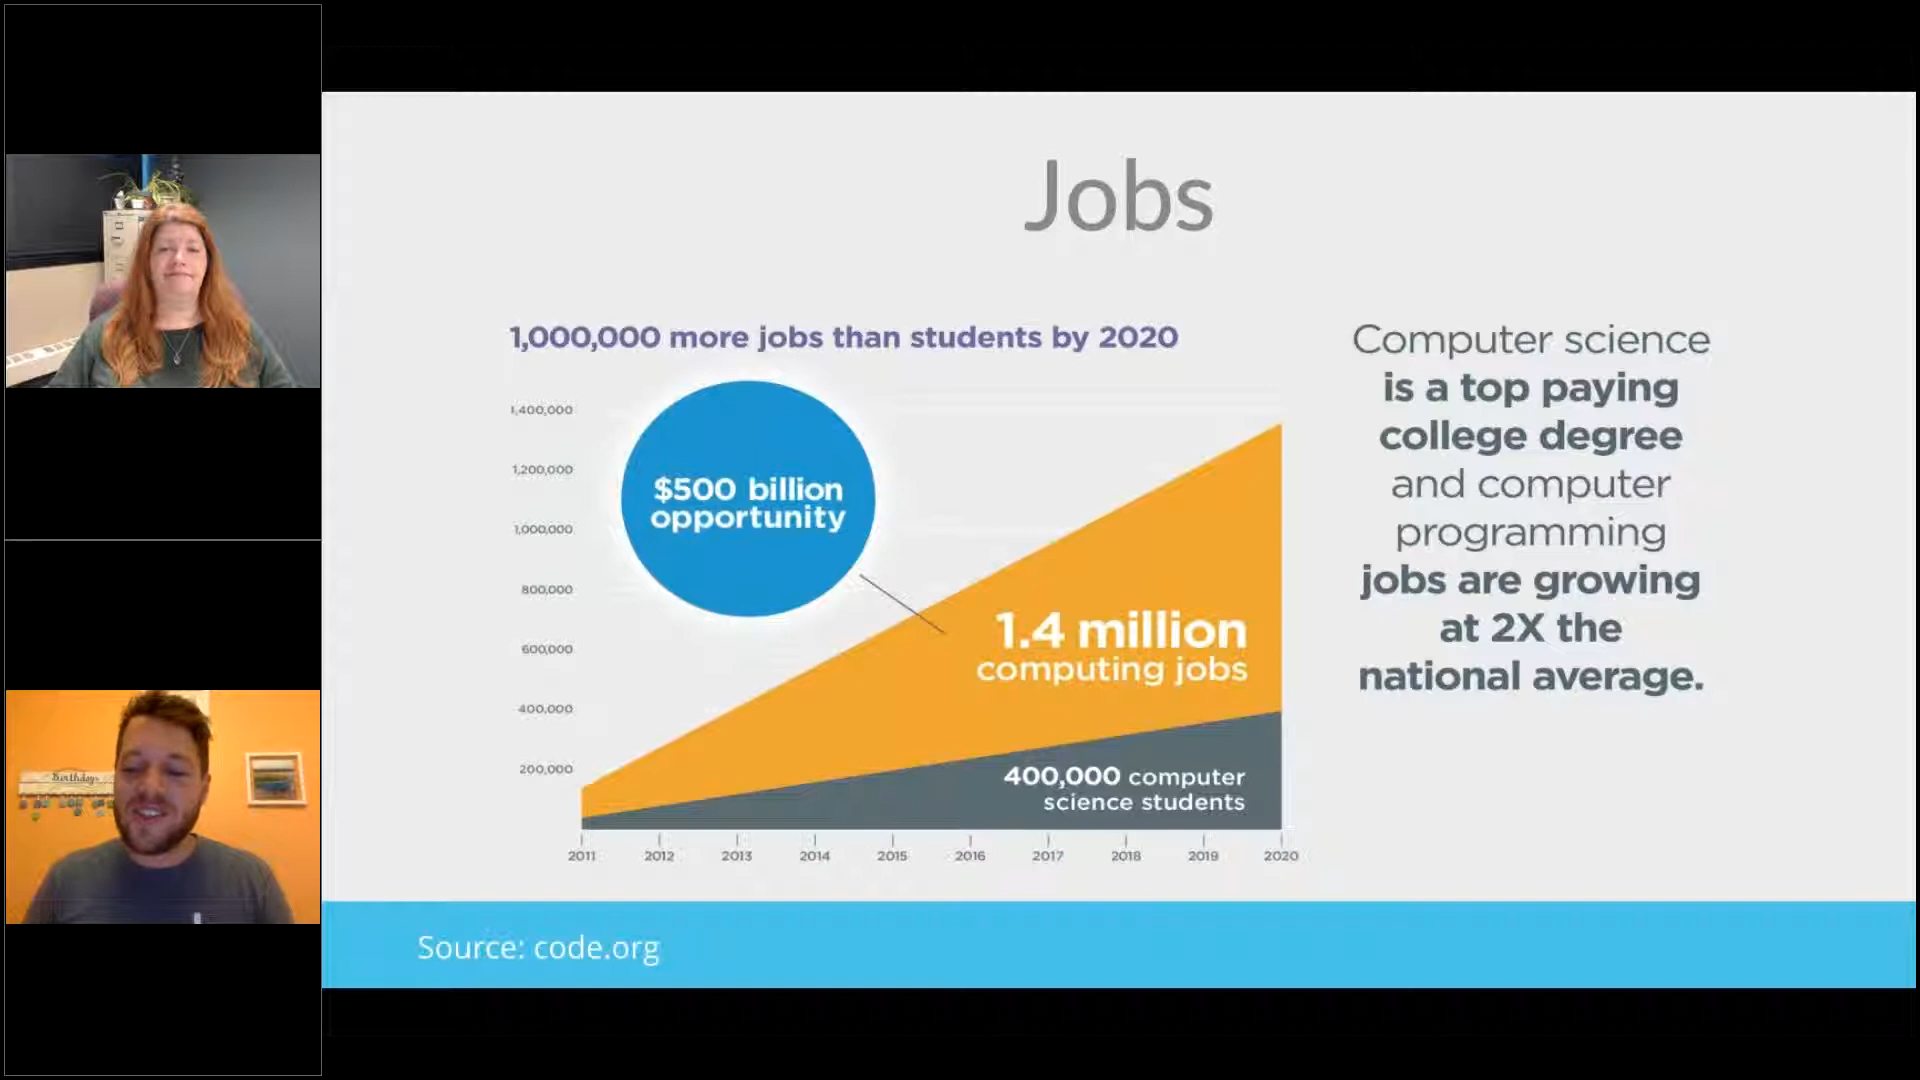 Jobs
1,000,000 more jobs than students by 2020
1,400,000
1,200,000
1,000,000
800,000
600,000
400,000
200,000
$500 billion
opportunity
1.4 million
computing jobs
400,000 computer
science students
2011 2012 2013 2014 2015 2016 2017 2018 2019 2020
Computer science
is a top paying
college degree
and computer
programming
jobs are growing
at 2X the
national average.
Source: code.org
Birthdays